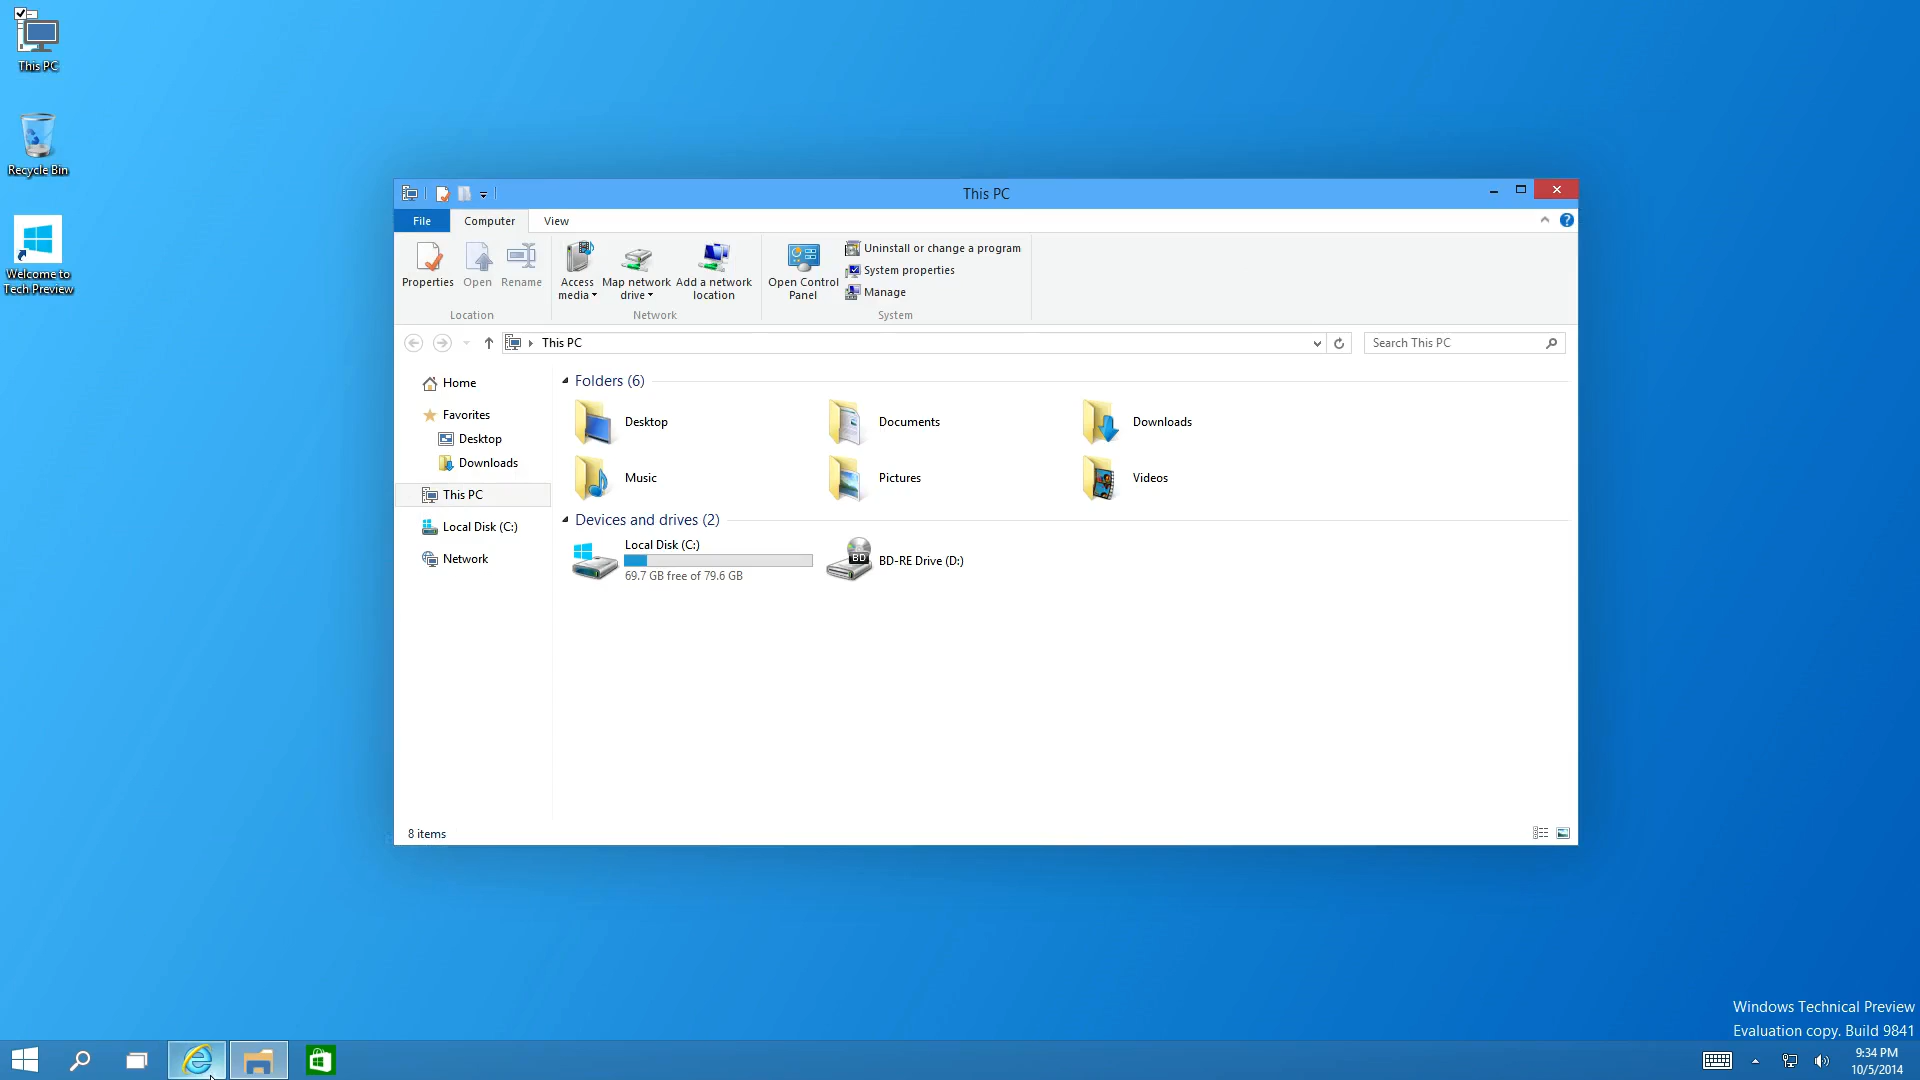 This PC
Recycle Bin
Welcome to
Tech Preview
This PC
File
Computer
View
Properties
Open
Rename
Location
Access
media
Map network
drive
Add a network
location
Network
Open Control
Panel
Uninstall or change a program
System properties
Manage
System
This PC
Search This PC
Home
Favorites
Desktop
Downloads
This PC
Local Disk (C:)
Network
Folders (6)
Desktop
Documents
Downloads
Music
Pictures
Videos
Devices and drives (2)
Local Disk (C:)
69.7 GB free of 79.6 GB
BD
BD-RE Drive (D:)
8 items
Windows Technical Preview
Evaluation copy. Build 9841
9:34 PM
10/5/2014